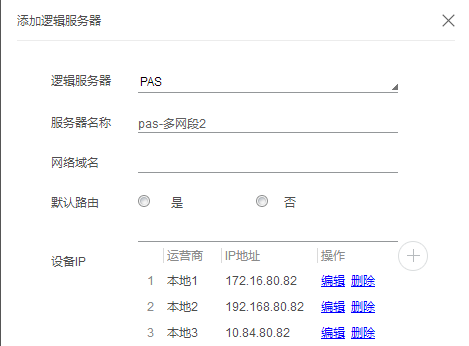 添加逻辑服务器
逻辑服务器 PAS
服务器名称 pas-多网段2
网络域名
默认路由 是 否
设备IP
运营商 IP地址 操作
1 本地1 172.16.80.82 编辑 删除
2 本地2 192.168.80.82 编辑 删除
3 本地3 10.84.80.82 编辑 删除